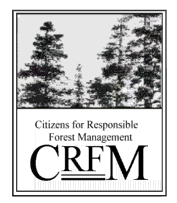 Citizens for Responsible
Forest Management
CRFM